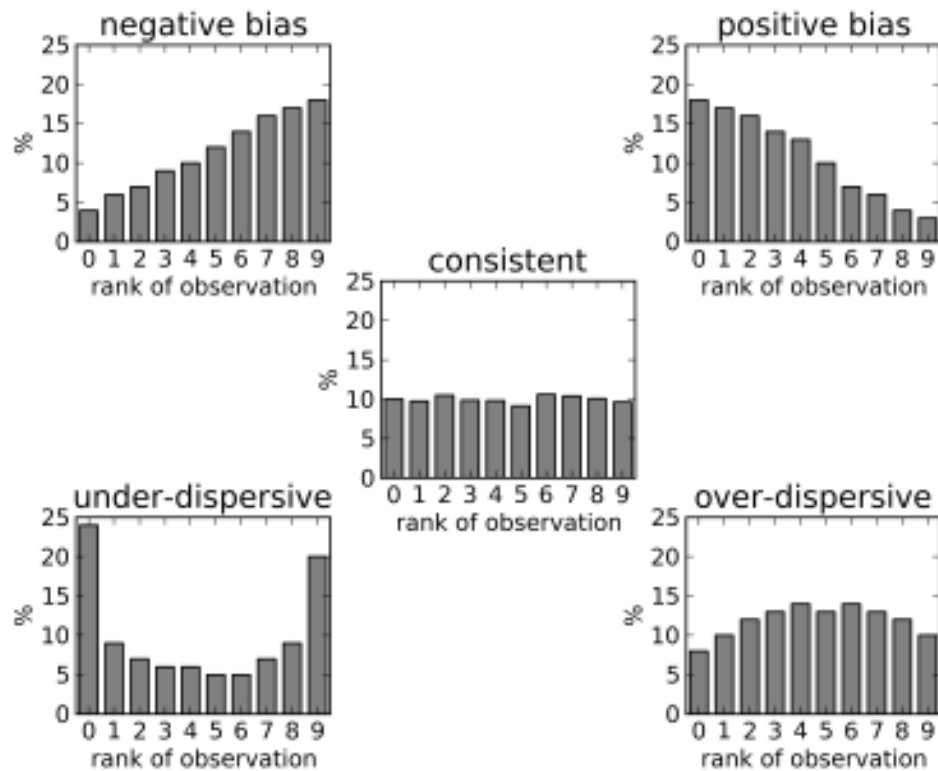 negative bias
25
20
15
10
5
0
%
0 1 2 3 4 5 6 7 8 9
rank of observation
positive bias
25
20
15
10
5
0
%
0 1 2 3 4 5 6 7 8 9
rank of observation
consistent
25
20
15
10
5
0
%
0 1 2 3 4 5 6 7 8 9
rank of observation
under-dispersive
25
20
15
10
5
0
%
0 1 2 3 4 5 6 7 8 9
rank of observation
over-dispersive
25
20
15
10
5
0
%
0 1 2 3 4 5 6 7 8 9
rank of observation